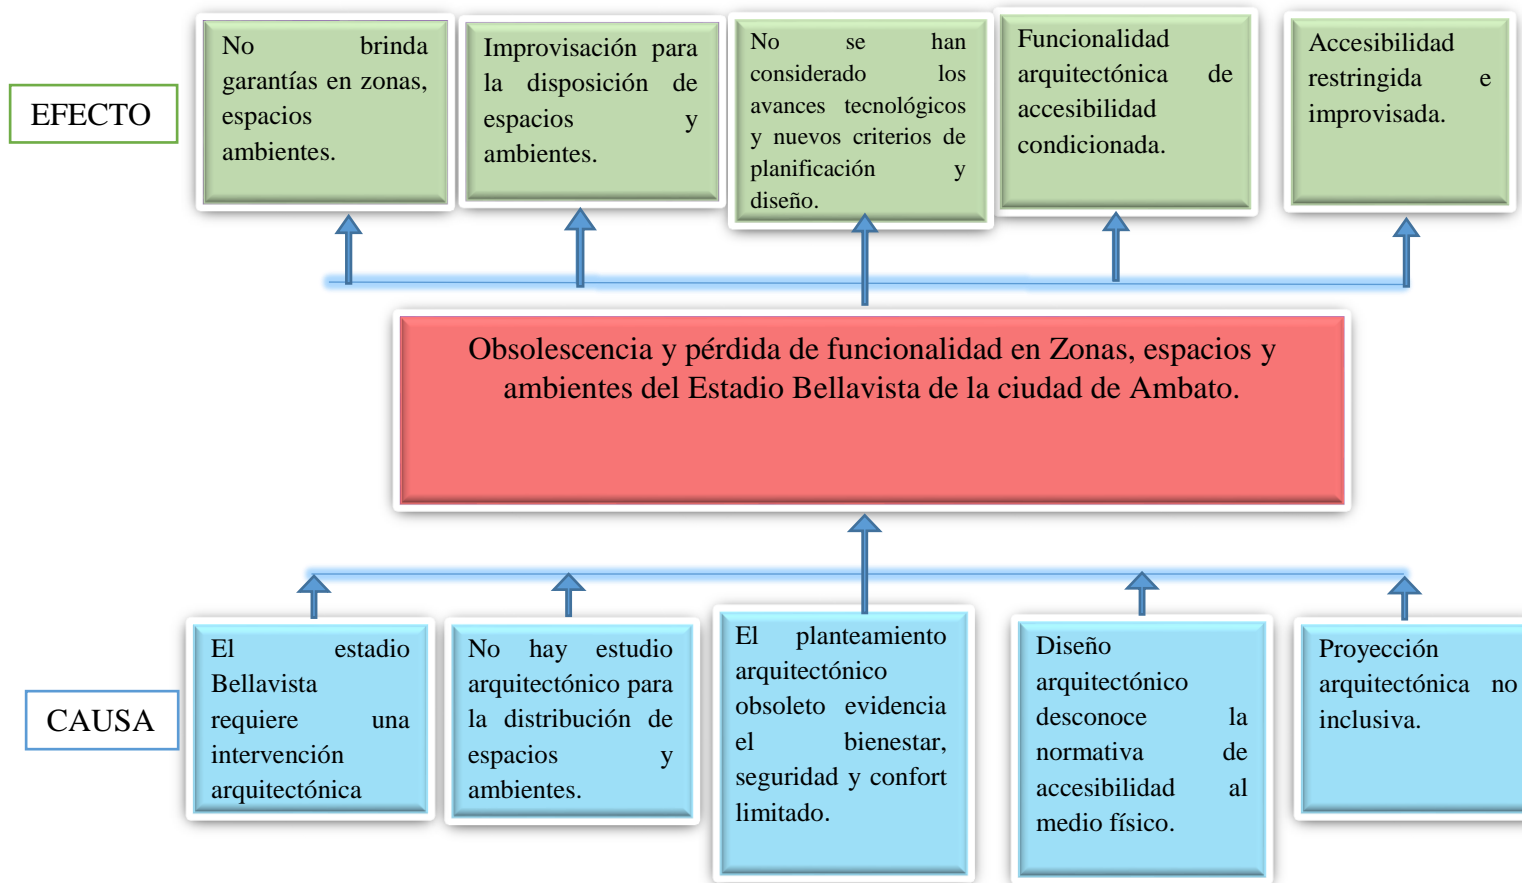 EFECTO
No brinda
garantías en zonas,
espacios y
ambientes.
Improvisación para
la disposición de
espacios y
ambientes.
No se han
considerado los
avances tecnológicos
y nuevos criterios de
planificación y
diseño.
Funcionalidad
arquitectónica de
accesibilidad
condicionada.
Accesibilidad
restringida e
improvisada.
Obsolescencia y pérdida de funcionalidad en Zonas, espacios y
ambientes del Estadio Bellavista de la ciudad de Ambato.
CAUSA
El estadio
Bellavista
requiere una
intervención
arquitectónica
No hay estudio
arquitectónico para
la distribución de
espacios y
ambientes.
El planteamiento
arquitectónico
obsoleto evidencia
el bienestar,
seguridad y confort
limitado.
Diseño
arquitectónico
desconoce la
normativa de
accesibilidad al
medio físico.
Proyección
arquitectónica no
inclusiva.